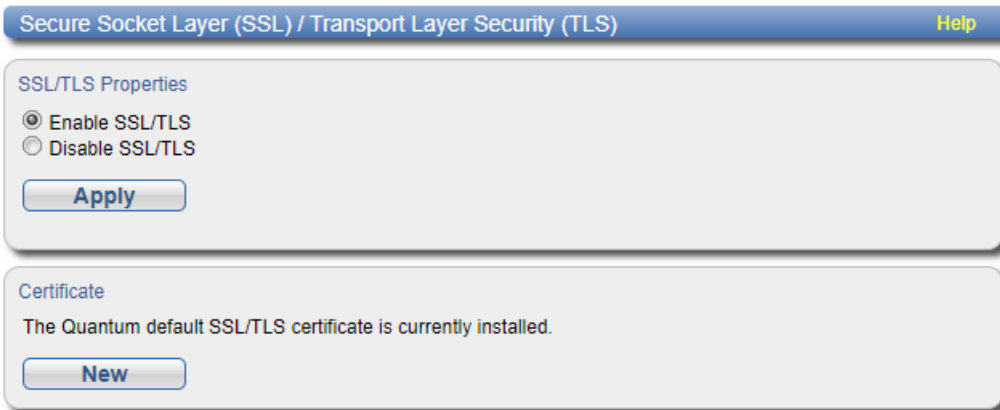 Secure Socket Layer (SSL) / Transport Layer Security (TLS) Help
SSL/TLS Properties
Enable SSL/TLS
Disable SSL/TLS
Apply
Certificate
The Quantum default SSL/TLS certificate is currently installed.
New